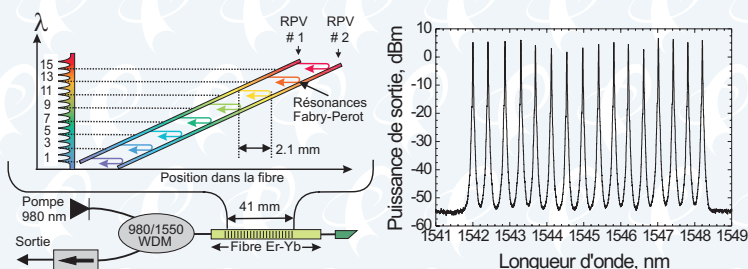 λ
RPV
# 1
RPV
# 2
15
13
11
9
7
5
3
1
Résonances
Fabry-Perot
2.1 mm
Position dans la fibre
41 mm
Pompe
980 nm
980/1550
WDM
Fibre Er-Yb
Sortie
Puissance de sortie, dBm
10
0
-10
-20
-30
-40
-50
-60
1541 1542 1543 1544 1545 1546 1547 1548 1549
Longueur d'onde, nm